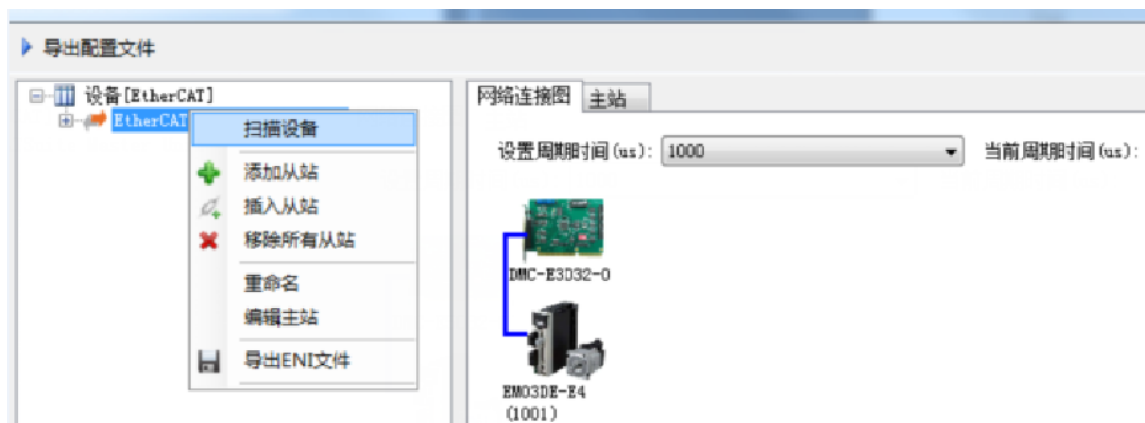 导出配置文件
设备[EtherCAT]
EtherCAT
扫描设备
添加从站
插入从站
移除所有从站
重命名
编辑主站
导出ENI文件
网络连接图
主站
设置周期时间(us): 1000
当前周期时间(us):
DMC-E3032-O
EM03DE-E4
(1001)